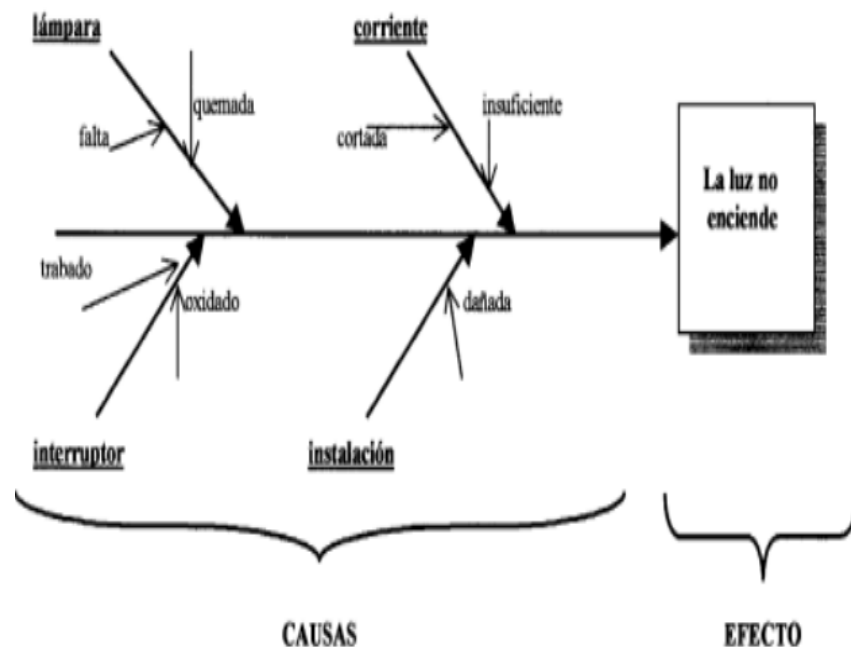 lámpara
corriente
quemada
falta
insuficiente
cortada
La luz no
enciende
trabado
oxidado
dañada
interruptor
instalación
CAUSAS
EFECTO